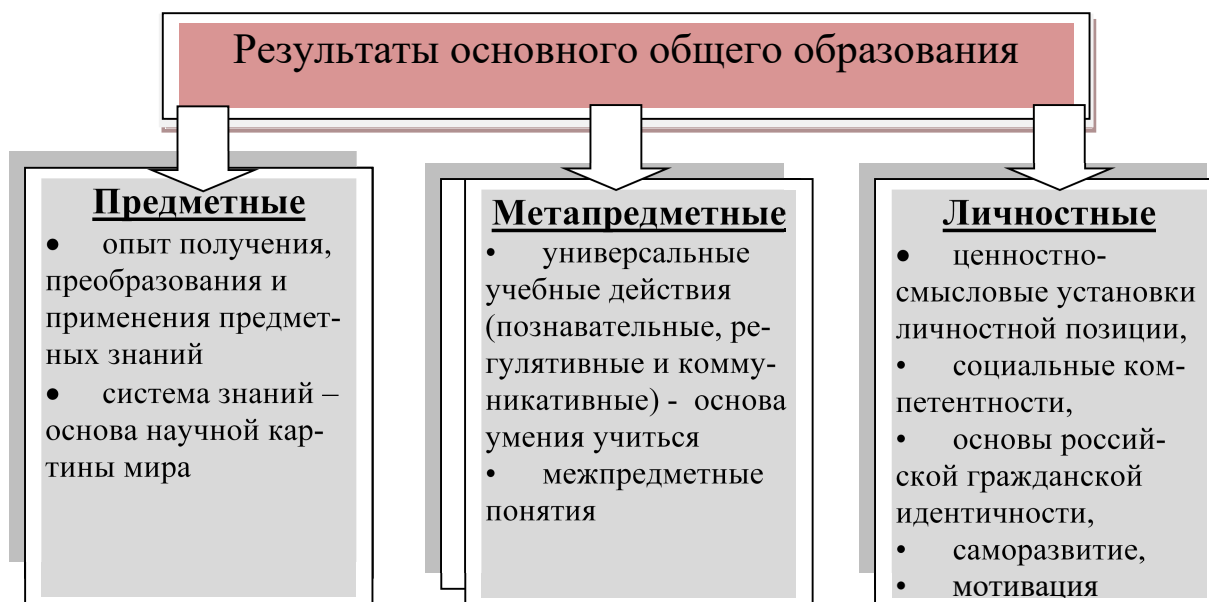 Результаты основного общего образования
Предметные
• опыт получения,
преобразования и
применения предмет-
ных знаний
• система знаний –
основа научной кар-
тины мира
Метапредметные
• универсальные
учебные действия
(познавательные, ре-
гулятивные и комму-
никативные) - основа
умения учиться
• межпредметные
понятия
Личностные
• ценностно-
смысловые установки
личностной позиции,
• социальные ком-
петентности,
• основы россий-
ской гражданской
идентичности,
• саморазвитие,
• мотивация